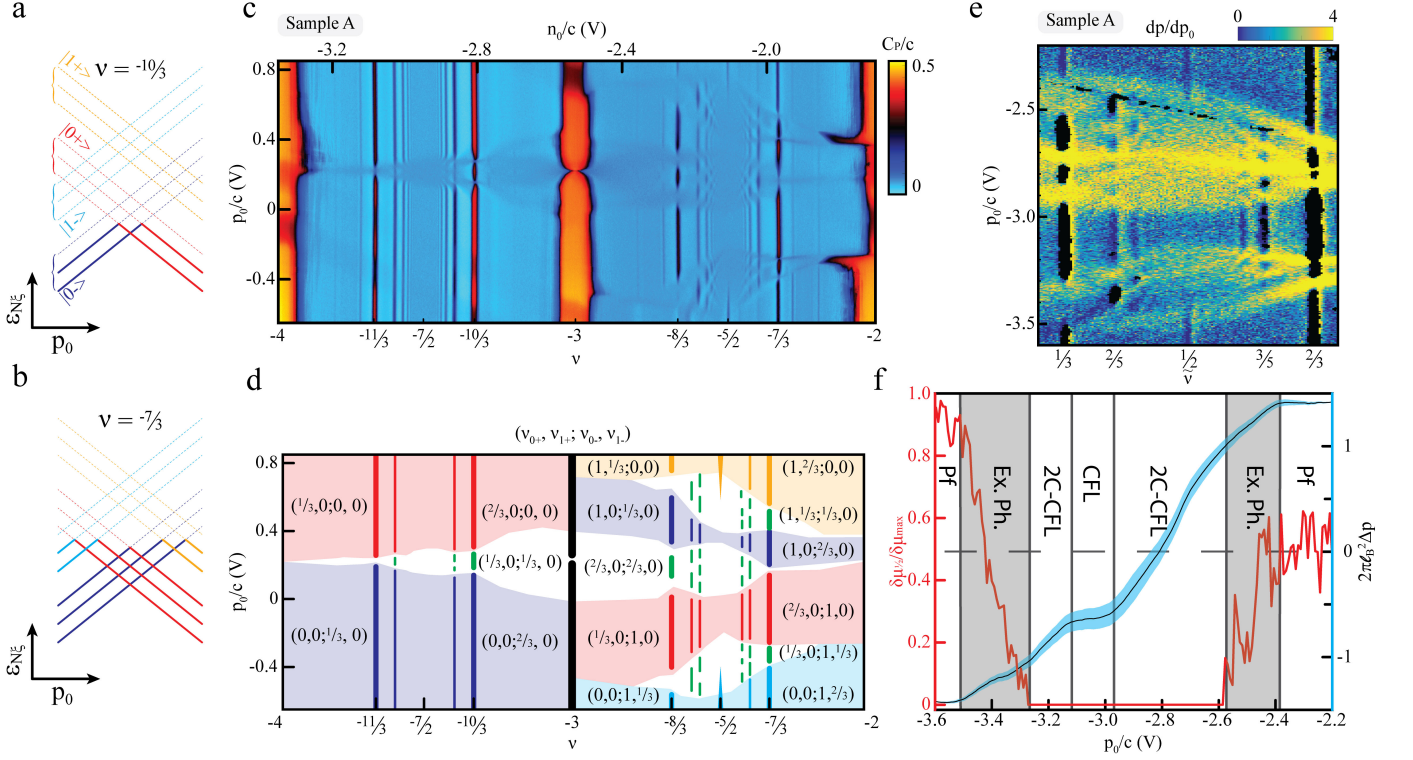 a
ν = -10/3
|1+>
|0+>
|1->
|0->
εNξ
p0
b
ν = -7/3
εNξ
p0
c
Sample A
n0/c (V)
-3.2
-2.8
-2.4
-2.0
CP/c
0.5
0
p0/c (V)
0.8
0.4
0
-0.4
-4
-11/3
-7/2
-10/3
-3
-8/3
-5/2
-7/3
-2
ν
d
(ν0+, ν1+; ν0-, ν1-)
p0/c (V)
0.8
0.4
0
-0.4
(1/3,0;0, 0)
(2/3,0;0, 0)
(1/3,0;1/3, 0)
(0,0;1/3, 0)
(0,0;2/3, 0)
(1,1/3;0,0)
(1,0;1/3,0)
(2/3,0;2/3,0)
(1/3,0;1,0)
(0,0;1,1/3)
(1,2/3;0,0)
(1,1/3;1/3,0)
(1,0;2/3,0)
(2/3,0;1,0)
(1/3,0;1,1/3)
(0,0;1,2/3)
-4
-11/3
-7/2
-10/3
-3
-8/3
-5/2
-7/3
-2
ν
e
Sample A
dp/dp0
0
4
p0/c (V)
-2.5
-3.0
-3.5
1/3
2/5
1/2
3/5
2/3
ν̃
f
δμ1/2/δμmax
1.0
0.8
0.6
0.4
0.2
0
Pf
Ex. Ph.
2C-CFL
CFL
2C-CFL
Ex. Ph.
Pf
1
0
-1
2πℓB²Δp
-3.6
-3.4
-3.2
-3.0
-2.8
-2.6
-2.4
-2.2
p0/c (V)